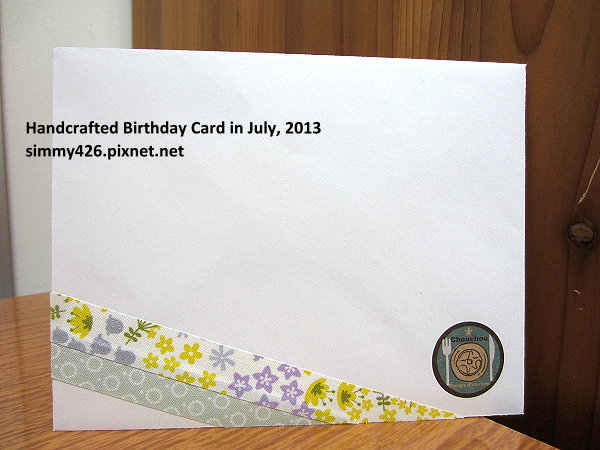 Handcrafted Birthday Card in July, 2013
simmy426.pixnet.net
Chouchou